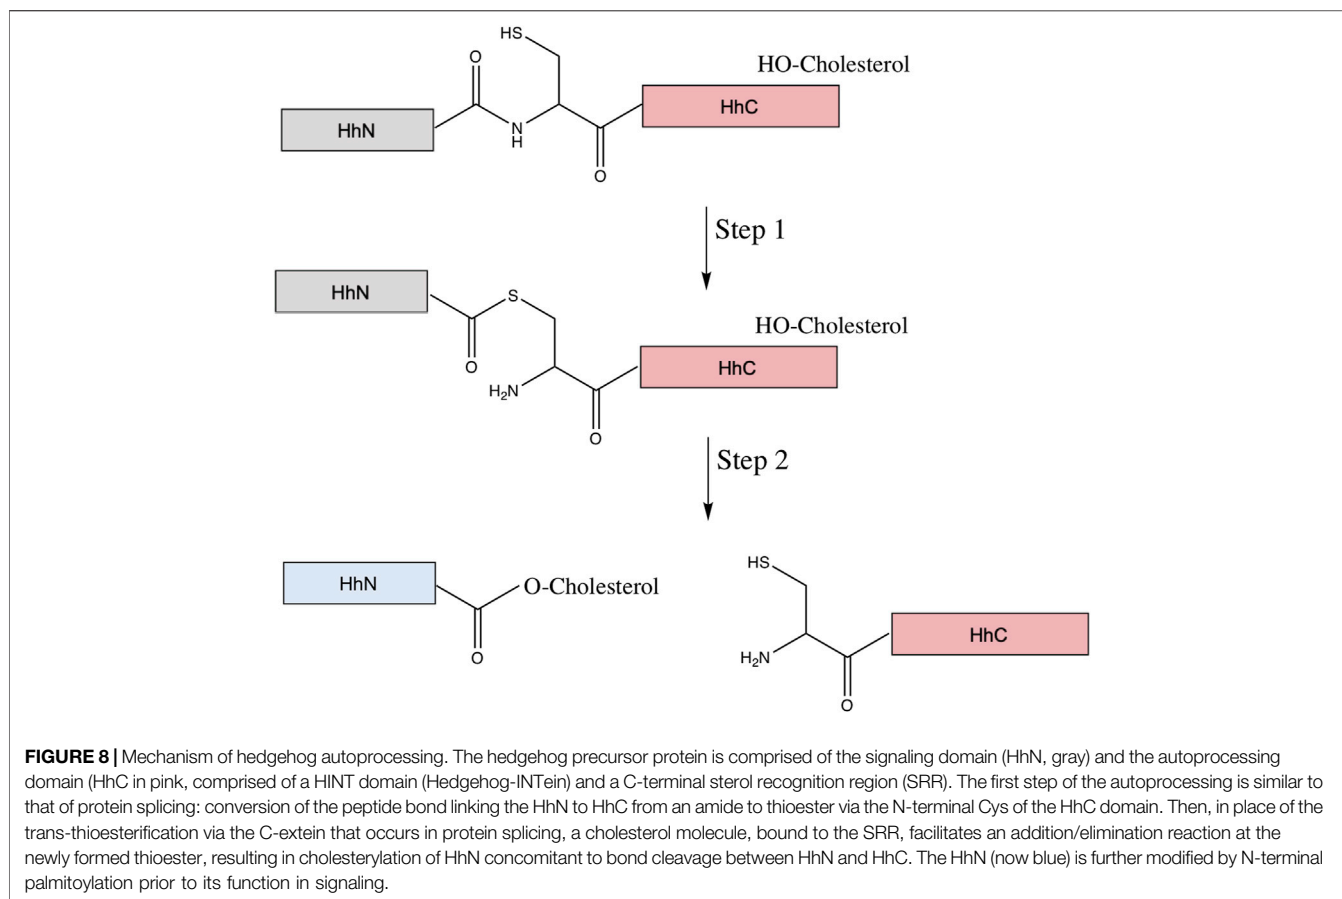 HS
O
HO-Cholesterol
HhN
N
H
HhC
O
Step 1
HhN
S
HO-Cholesterol
O
HhC
H₂N
O
Step 2
HS
HhN
O-Cholesterol
HhC
O
H₂N
O
FIGURE 8 | Mechanism of hedgehog autoprocessing. The hedgehog precursor protein is comprised of the signaling domain (HhN, gray) and the autoprocessing
domain (HhC in pink, comprised of a HINT domain (Hedgehog-INTein) and a C-terminal sterol recognition region (SRR). The first step of the autoprocessing is similar to
that of protein splicing: conversion of the peptide bond linking the HhN to HhC from an amide to thioester via the N-terminal Cys of the HhC domain. Then, in place of the
trans-thioesterification via the C-extein that occurs in protein splicing, a cholesterol molecule, bound to the SRR, facilitates an addition/elimination reaction at the
newly formed thioester, resulting in cholesterylation of HhN concomitant to bond cleavage between HhN and HhC. The HhN (now blue) is further modified by N-terminal
palmitoylation prior to its function in signaling.